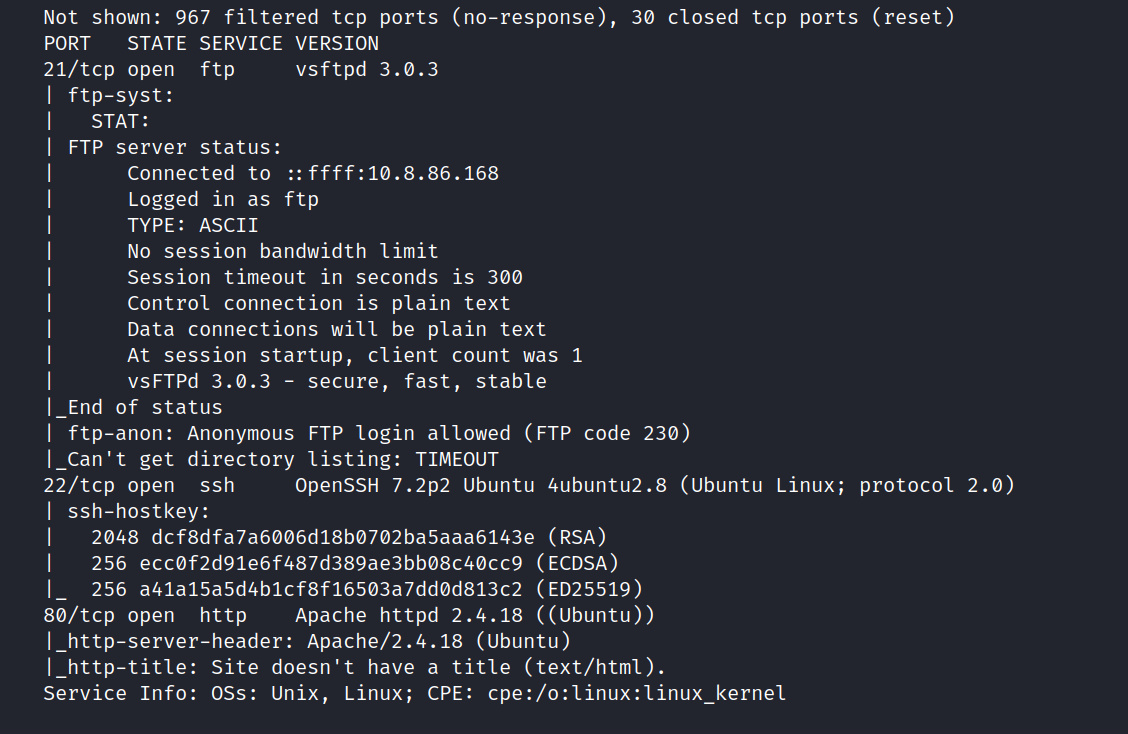 Not shown: 967 filtered tcp ports (no-response), 30 closed tcp ports (reset)
PORT   STATE SERVICE VERSION
21/tcp open  ftp     vsftpd 3.0.3
| ftp-syst:
|   STAT:
| FTP server status:
|      Connected to ::ffff:10.8.86.168
|      Logged in as ftp
|      TYPE: ASCII
|      No session bandwidth limit
|      Session timeout in seconds is 300
|      Control connection is plain text
|      Data connections will be plain text
|      At session startup, client count was 1
|      vsFTPd 3.0.3 - secure, fast, stable
|_End of status
| ftp-anon: Anonymous FTP login allowed (FTP code 230)
|_Can't get directory listing: TIMEOUT
22/tcp open  ssh     OpenSSH 7.2p2 Ubuntu 4ubuntu2.8 (Ubuntu Linux; protocol 2.0)
| ssh-hostkey:
|   2048 dcf8dfa7a6006d18b0702ba5aaa6143e (RSA)
|   256 ecc0f2d91e6f487d389ae3bb08c40cc9 (ECDSA)
|_  256 a41a15a5d4b1cf8f16503a7dd0d813c2 (ED25519)
80/tcp open  http    Apache httpd 2.4.18 ((Ubuntu))
|_http-server-header: Apache/2.4.18 (Ubuntu)
|_http-title: Site doesn't have a title (text/html).
Service Info: OSs: Unix, Linux; CPE: cpe:/o:linux:linux_kernel